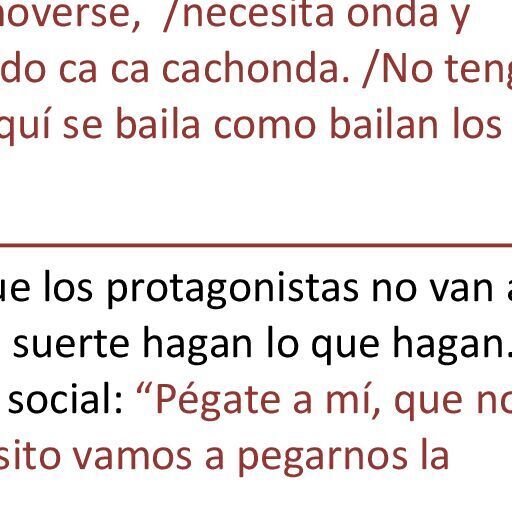 overse, /necesita onda y
do ca ca cachonda. /No teng
quí se baila como bailan los
ue los protagonistas no van a
suerte hagan lo que hagan.
social: “Pégate a mí, que no
sito vamos a pegarnos la